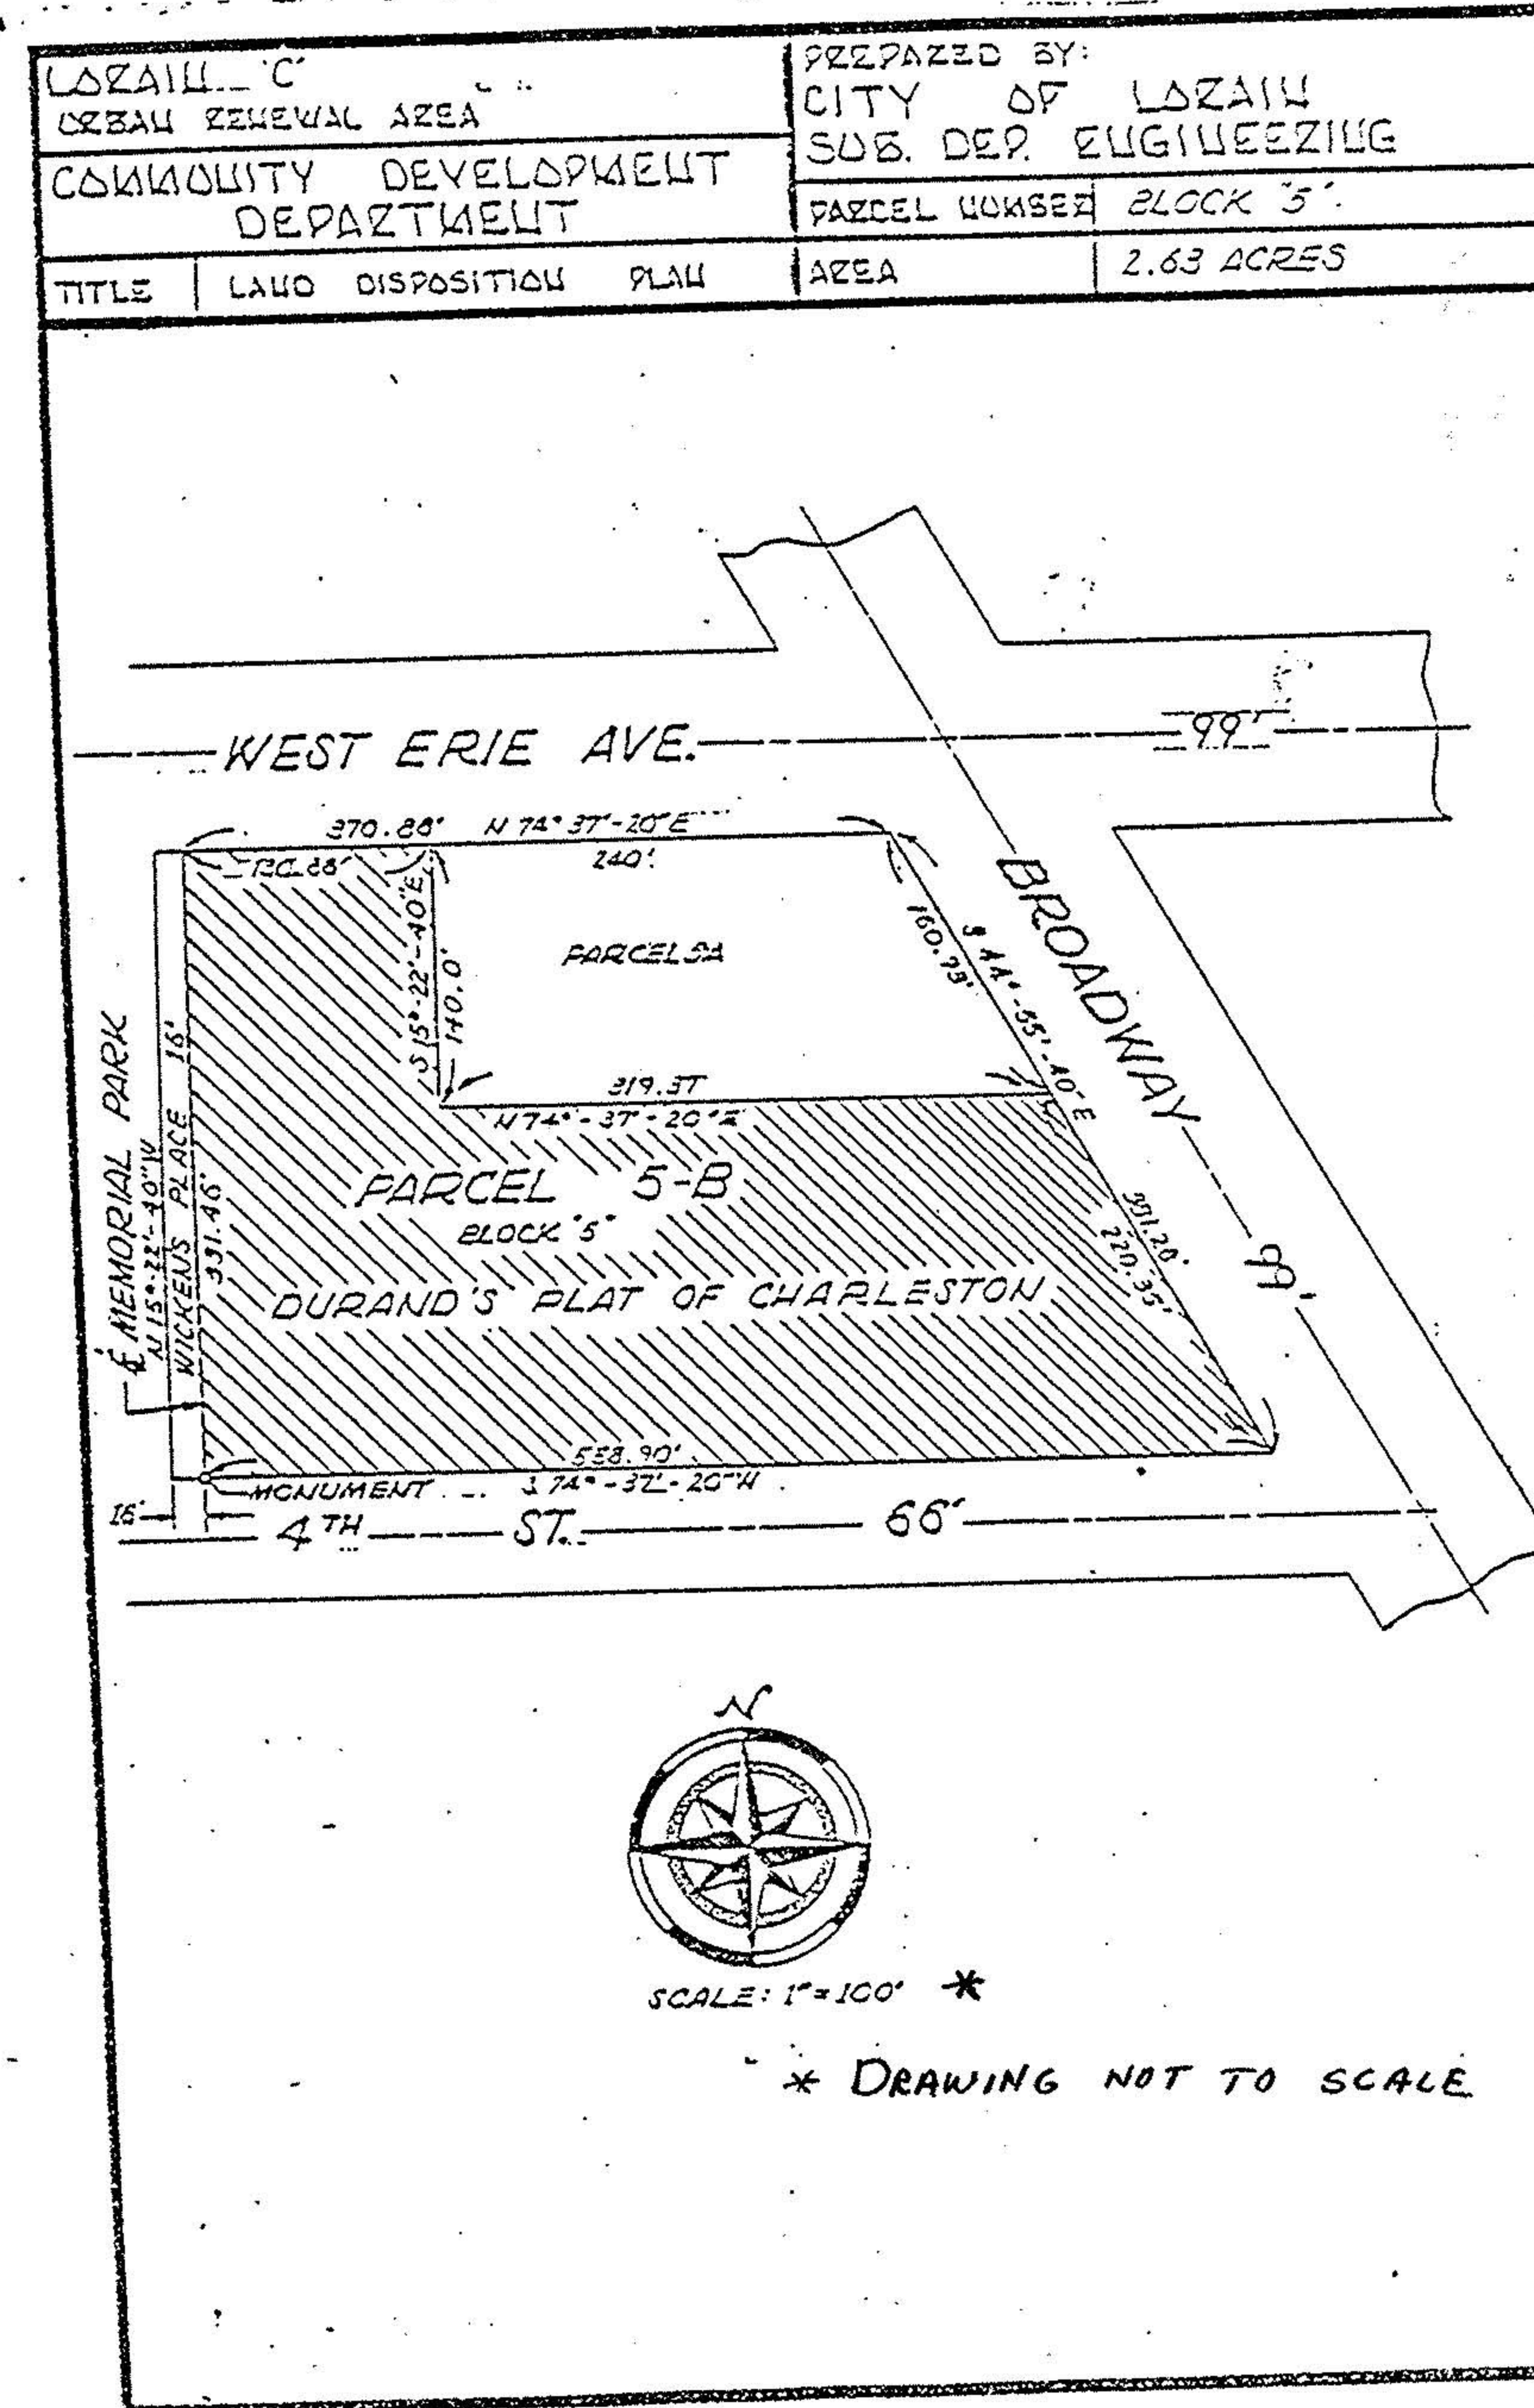 LORAIN "C"
URBAN RENEWAL AREA
COMMUNITY DEVELOPMENT
DEPARTMENT
TITLE LAND DISPOSITION PLAN
PREPARED BY:
CITY OF LORAIN
SUB. DEP. ENGINEERING
PARCEL NUMBER BLOCK "5".
AREA 2.63 ACRES
WEST ERIE AVE. 99'
370.88' N 74°-37'-20"E
130.88' 240'.
S 15°-22'-40"E
140.0'
PARCEL 5A
160.93'
S 44°-55'-40"E
BROADWAY 99'
319.37
N 74°-37'-20"E
℄ MEMORIAL PARK
N 15°-22'-40"W
WICKENS PLACE 16'
331.46'
PARCEL 5-B
BLOCK "5"
DURAND'S PLAT OF CHARLESTON
381.28'
220.35'
558.90'
MONUMENT S 74°-37'-20"W
16'
4TH ST. 66'
N
SCALE: 1"=100' *
* DRAWING NOT TO SCALE